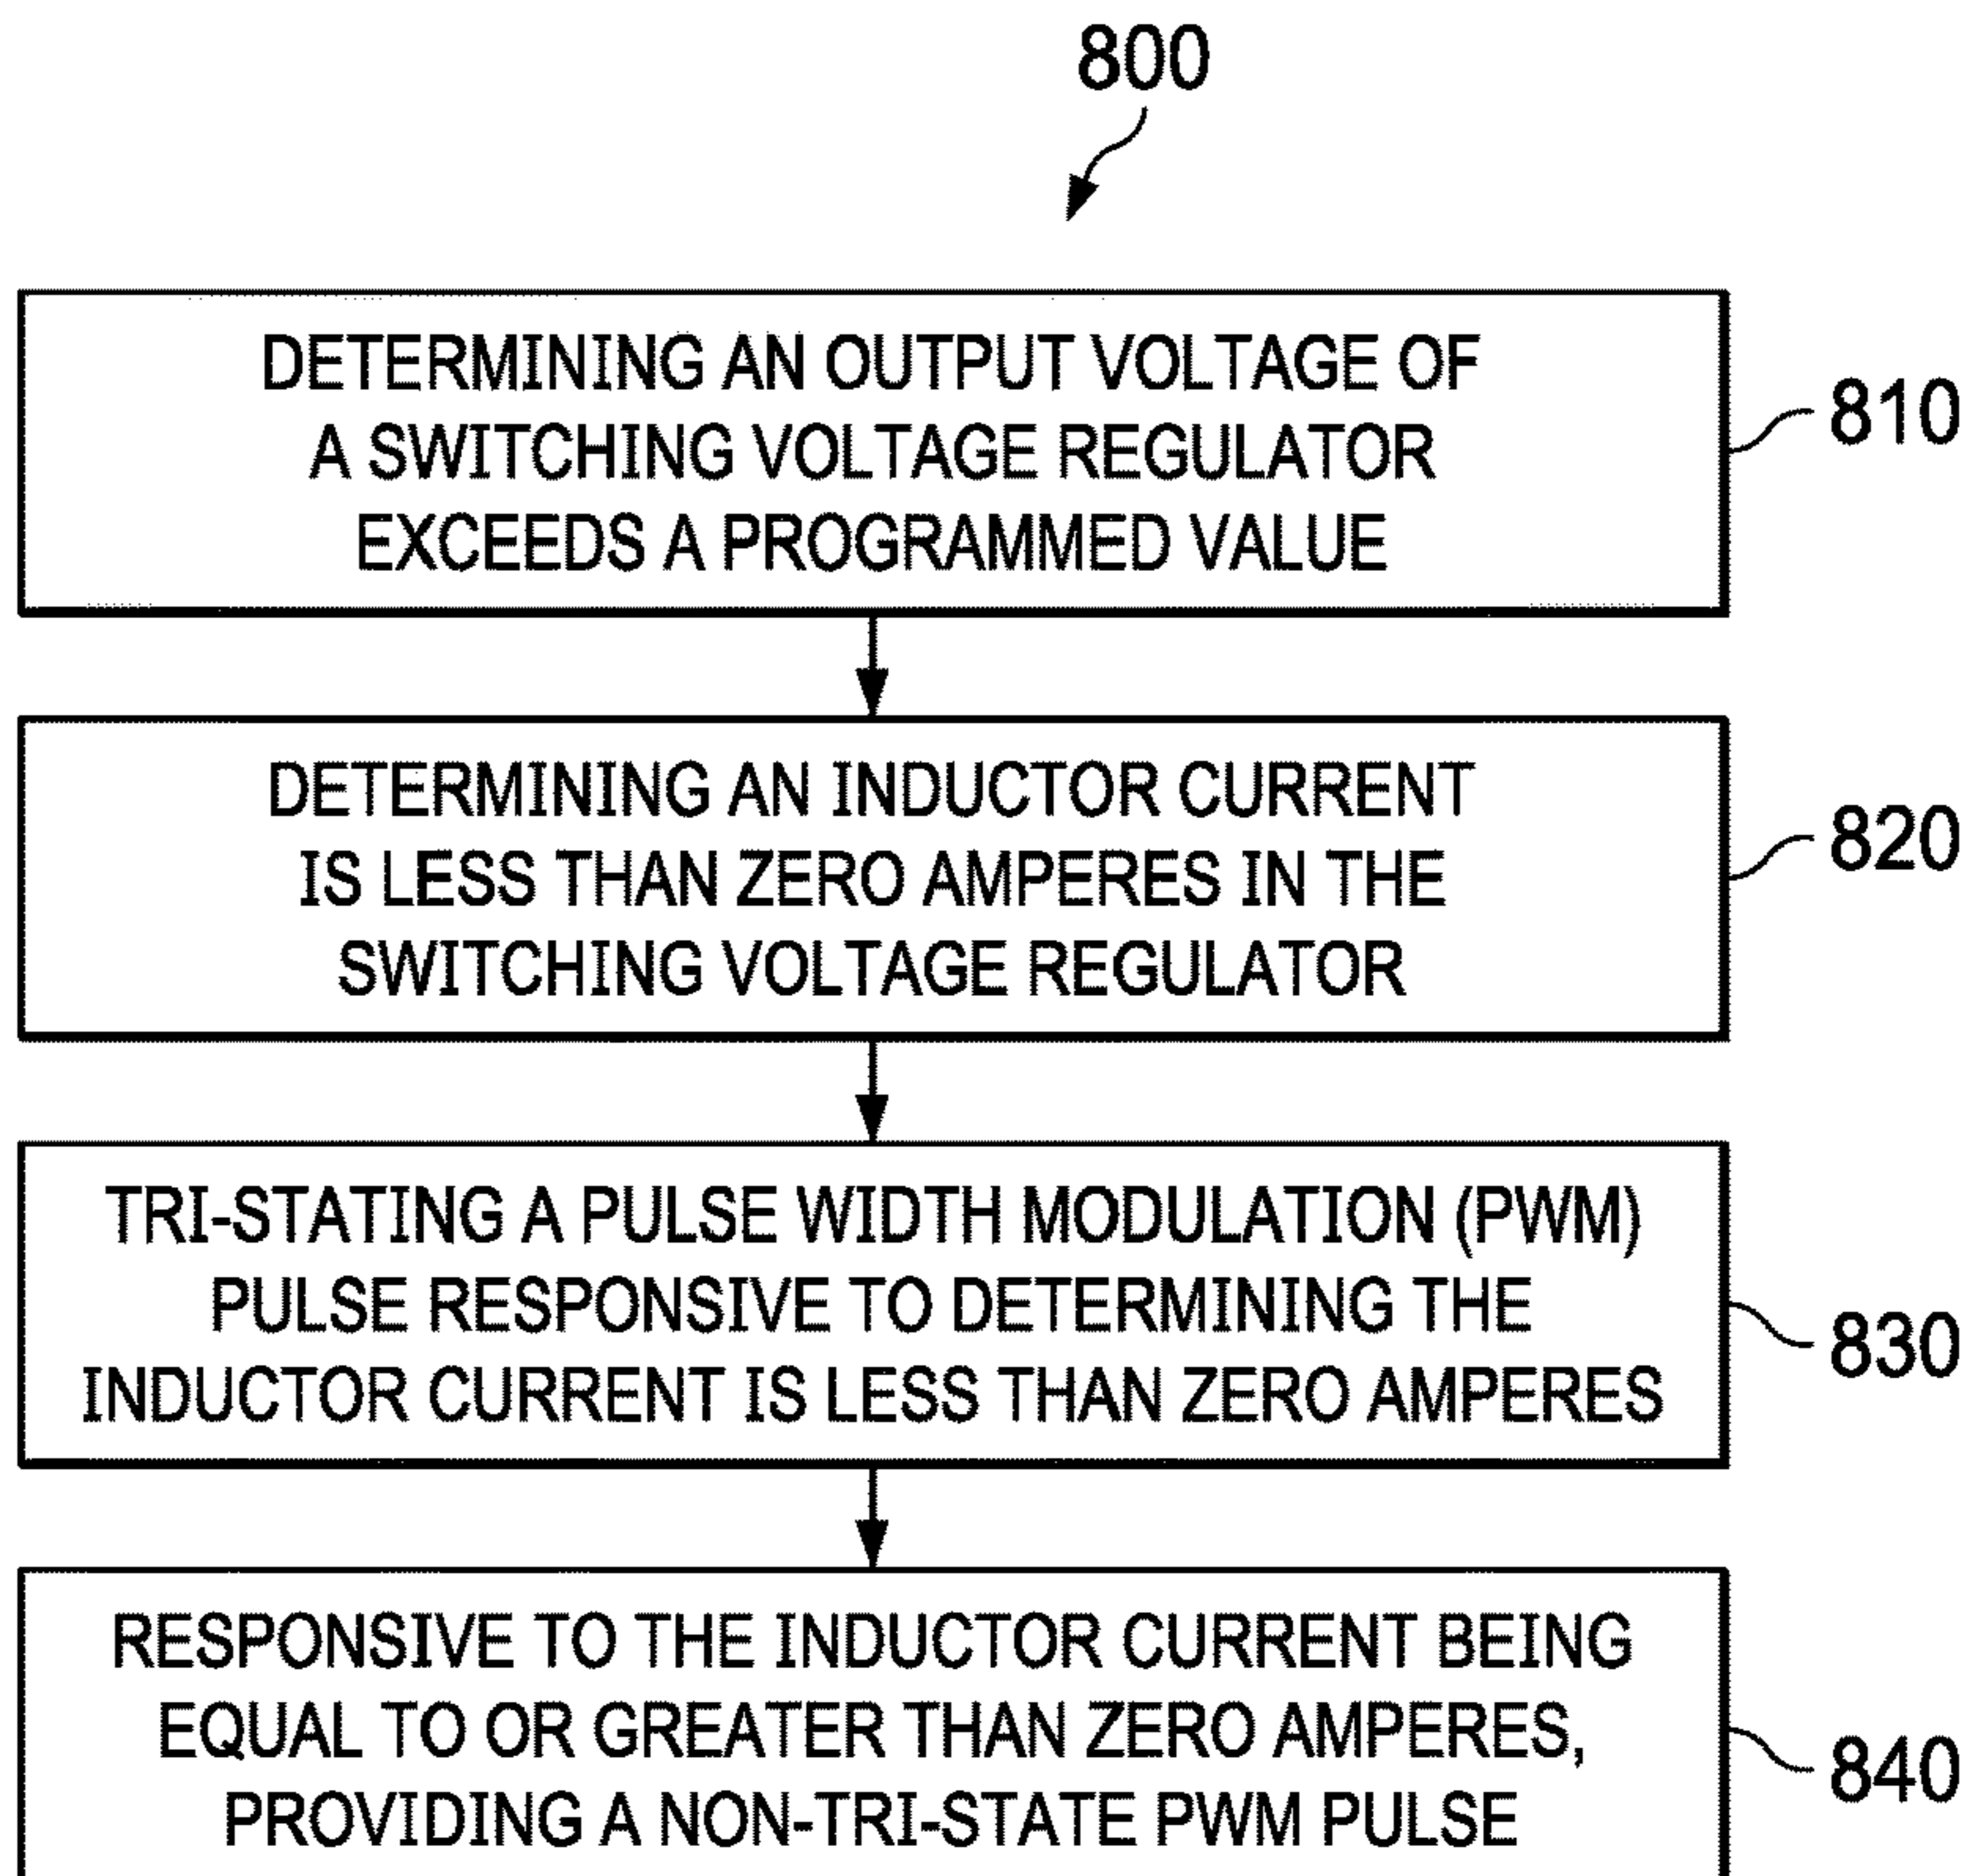 800
DETERMINING AN OUTPUT VOLTAGE OF
A SWITCHING VOLTAGE REGULATOR
EXCEEDS A PROGRAMMED VALUE
810
DETERMINING AN INDUCTOR CURRENT
IS LESS THAN ZERO AMPERES IN THE
SWITCHING VOLTAGE REGULATOR
820
TRI-STATING A PULSE WIDTH MODULATION (PWM)
PULSE RESPONSIVE TO DETERMINING THE
INDUCTOR CURRENT IS LESS THAN ZERO AMPERES
830
RESPONSIVE TO THE INDUCTOR CURRENT BEING
EQUAL TO OR GREATER THAN ZERO AMPERES,
PROVIDING A NON-TRI-STATE PWM PULSE
840